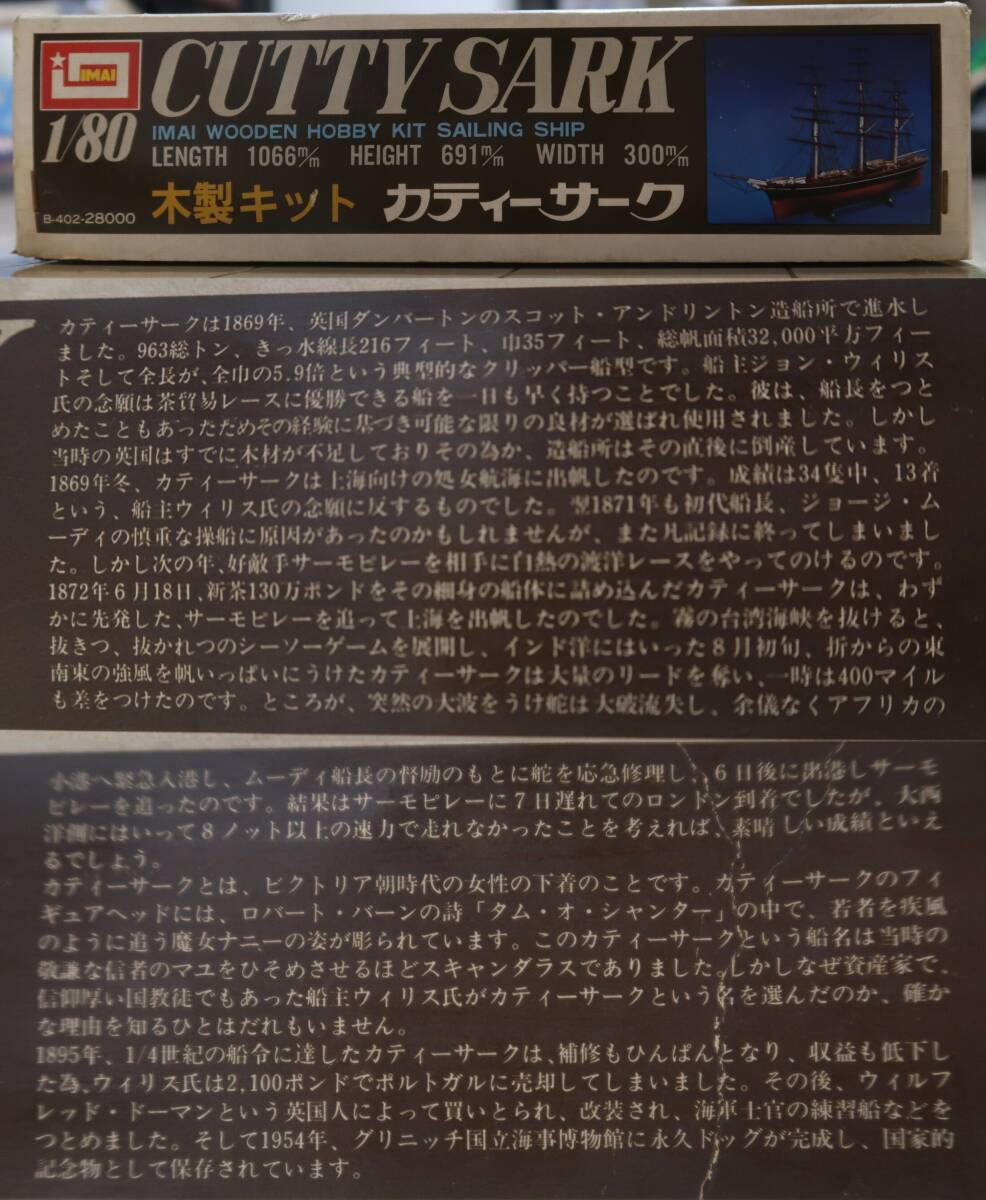 IMAI
CUTTY SARK
1/80
IMAI WOODEN HOBBY KIT SAILING SHIP
LENGTH 1066m/m HEIGHT 691m/m WIDTH 300m/m
B-402-28000
木製キット カティーサーク
カティーサークは1869年、英国ダンバートンのスコット・アンドリントン造船所で進水し
ました。963総トン、きっ水線長216フィート、巾35フィート、総帆面積32,000平方フィー
トそして全長が、全巾の5.9倍という典型的なクリッパー船型です。船主ジョン・ウィリス
氏の念願は茶貿易レースに優勝できる船を一日も早く持つことでした。彼は、船長をつと
めたこともあったためその経験に基づき可能な限りの良材が選ばれ使用されました。しかし
当時の英国はすでに木材が不足しておりその為か、造船所はその直後に倒産しています。
1869年冬、カティーサークは上海向けの処女航海に出帆したのです。成績は34隻中、13着
という、船主ウィリス氏の念願に反するものでした。翌1871年も初代船長、ジョージ・ム
ーディの慎重な操船に原因があったのかもしれませんが、また凡記録に終ってしまいまし
た。しかし次の年、好敵手サーモピレーを相手に白熱の渡洋レースをやってのけるのです。
1872年6月18日、新茶130万ポンドをその細身の船体に詰め込んだカティーサークは、わず
かに先発した、サーモピレーを追って上海を出帆したのでした。霧の台湾海峡を抜けると、
抜きつ、抜かれつのシーソーゲームを展開し、インド洋にはいった8月初旬、折からの東
南東の強風を帆いっぱいにうけたカティーサークは大量のリードを奪い、一時は400マイル
も差をつけたのです。ところが、突然の大波をうけ舵は大破流失し、余儀なくアフリカの
小港へ緊急入港し、ムーディ船長の督励のもとに舵を応急修理し、6日後に出港しサーモ
ピレーを追ったのです。結果はサーモピレーに7日遅れてのロンドン到着でしたが、大西
洋側にはいって8ノット以上の速力で走れなかったことを考えれば、素晴しい成績といえ
るでしょう。
カティーサークとは、ビクトリア朝時代の女性の下着のことです。カティーサークのフィ
ギュアヘッドには、ロバート・バーンの詩「タム・オ・シャンター」の中で、若者を疾風
のように追う魔女ナニーの姿が彫られています。このカティーサークという船名は当時の
敬謙な信者のマユをひそめさせるほどスキャンダラスでありました。しかしなぜ資産家で、
信仰厚い国教徒でもあった船主ウィリス氏がカティーサークという名を選んだのか、確か
な理由を知るひとはだれもいません。
1895年、1/4世紀の船令に達したカティーサークは、補修もひんぱんとなり、収益も低下し
た為、ウィリス氏は2,100ポンドでポルトガルに売却してしまいました。その後、ウィルフ
レッド・ドーマンという英国人によって買いとられ、改装され、海軍士官の練習船などを
つとめました。そして1954年、グリニッチ国立海事博物館に永久ドッグが完成し、国家的
記念物として保存されています。